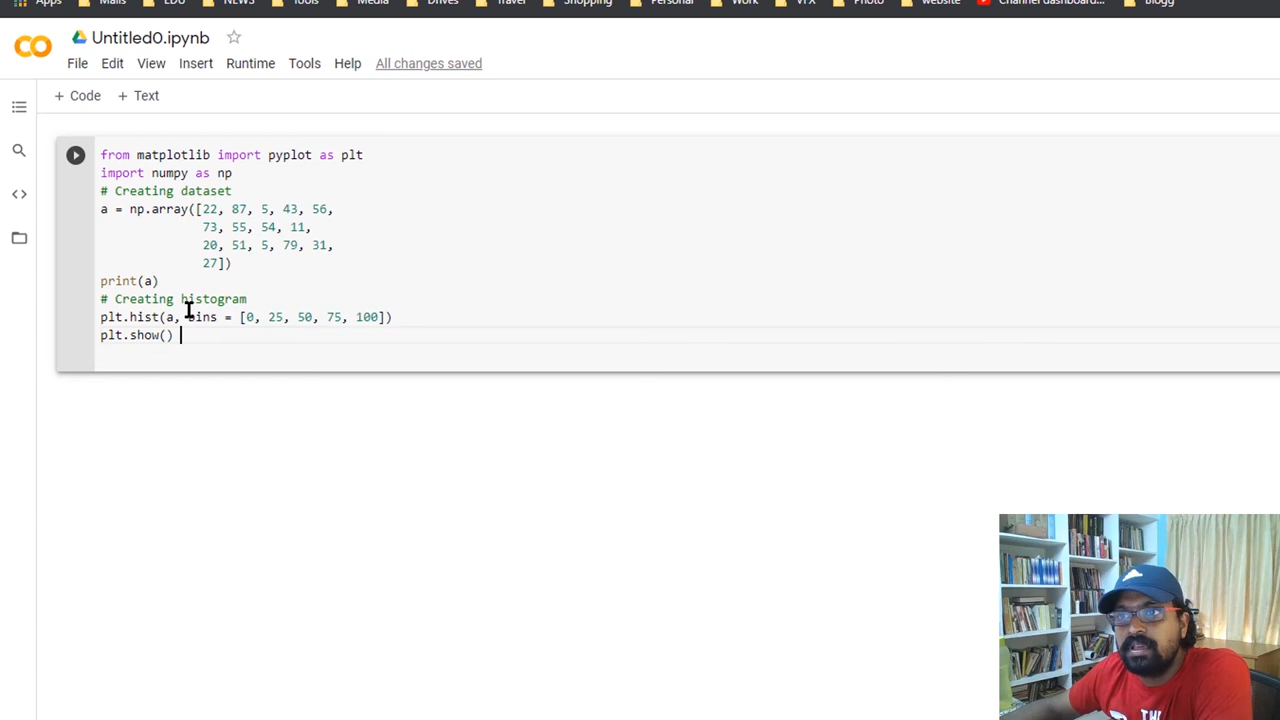 Apps Mails EDU NEWS Tools Media Drives Travel Shopping Personal Work VFX Photo website Channel dashboard... Blogg
CO Untitled0.ipynb
File Edit View Insert Runtime Tools Help All changes saved
+ Code + Text
from matplotlib import pyplot as plt
import numpy as np
# Creating dataset
a = np.array([22, 87, 5, 43, 56,
73, 55, 54, 11,
20, 51, 5, 79, 31,
27])
print(a)
# Creating histogram
plt.hist(a, bins = [0, 25, 50, 75, 100])
plt.show()
THE